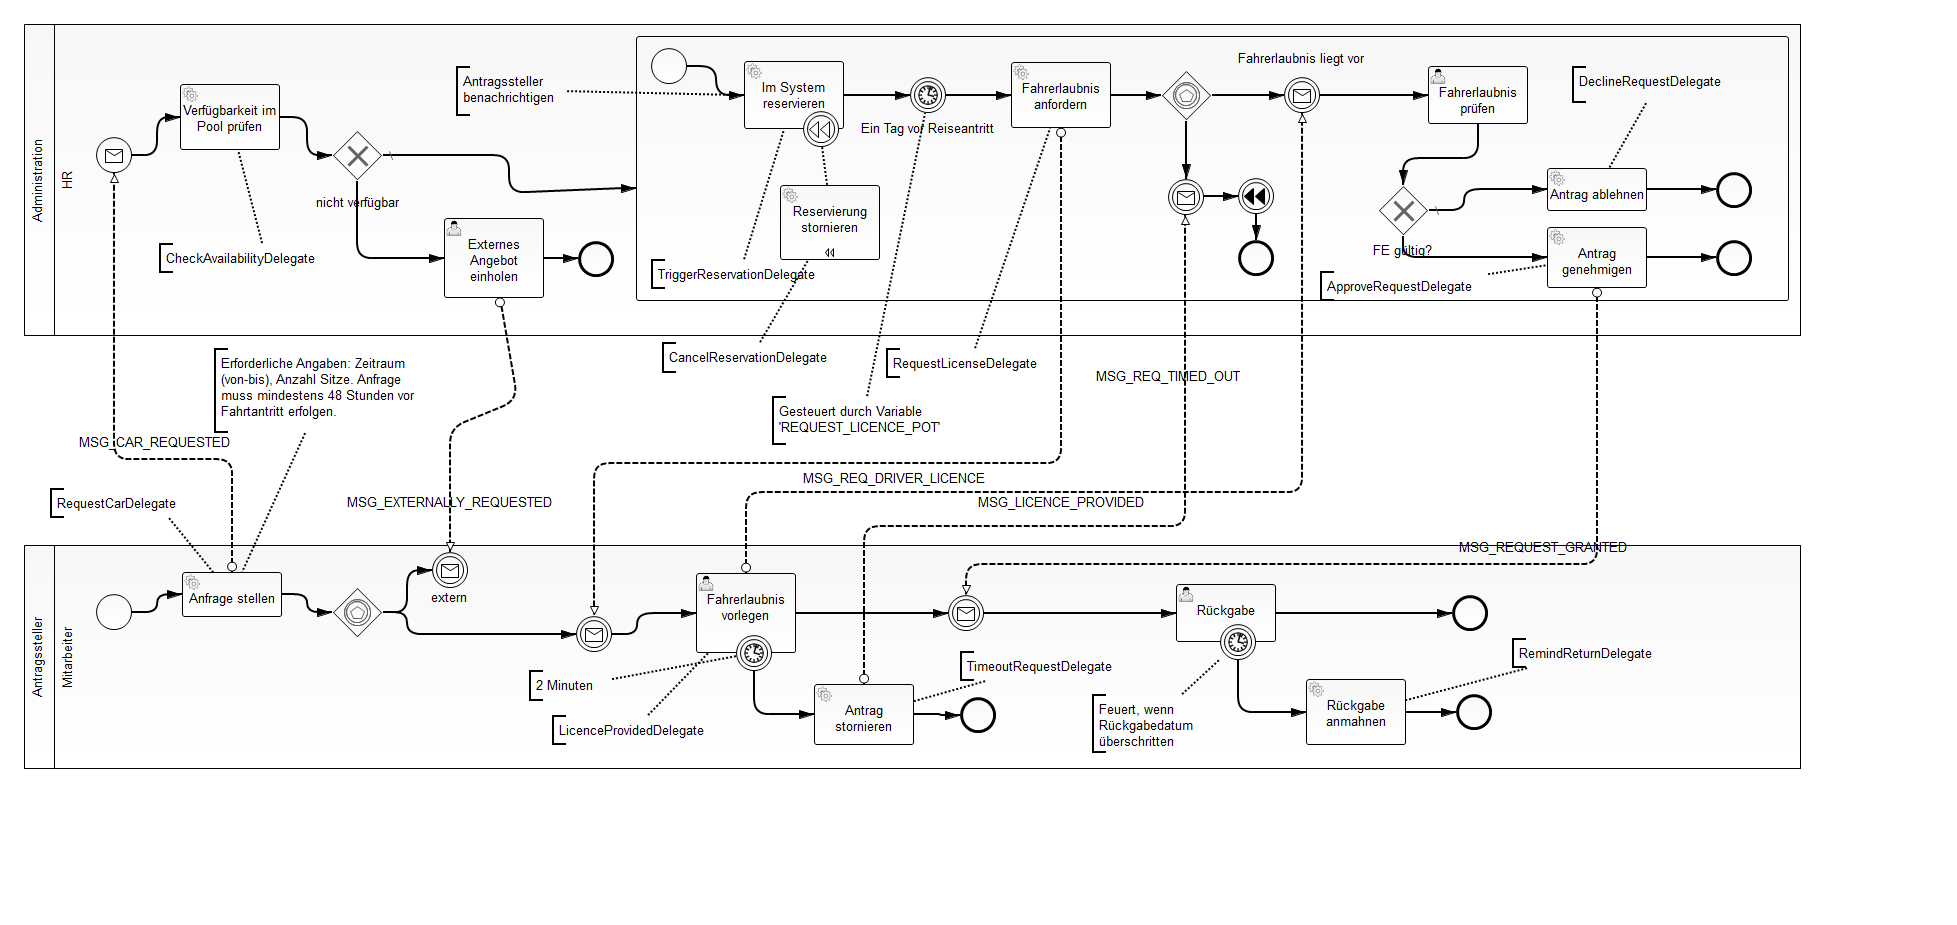 Administration
HR
Verfügbarkeit im
Pool prüfen
CheckAvailabilityDelegate
nicht verfügbar
Externes
Angebot
einholen
Antragssteller
benachrichtigen
Im System
reservieren
Ein Tag vor Reiseantritt
Fahrerlaubnis
anfordern
Fahrerlaubnis liegt vor
Fahrerlaubnis
prüfen
DeclineRequestDelegate
Antrag ablehnen
FE gültig?
Antrag
genehmigen
ApproveRequestDelegate
Reservierung
stornieren
TriggerReservationDelegate
CancelReservationDelegate
RequestLicenseDelegate
Gesteuert durch Variable
'REQUEST_LICENCE_POT'
Erforderliche Angaben: Zeitraum
(von-bis), Anzahl Sitze. Anfrage
muss mindestens 48 Stunden vor
Fahrtantritt erfolgen.
MSG_CAR_REQUESTED
MSG_EXTERNALLY_REQUESTED
MSG_REQ_TIMED_OUT
MSG_REQ_DRIVER_LICENCE
MSG_LICENCE_PROVIDED
MSG_REQUEST_GRANTED
RequestCarDelegate
Antragssteller
Mitarbeiter
Anfrage stellen
extern
Fahrerlaubnis
vorlegen
2 Minuten
LicenceProvidedDelegate
Antrag
stornieren
TimeoutRequestDelegate
Rückgabe
Feuert, wenn
Rückgabedatum
überschritten
Rückgabe
anmahnen
RemindReturnDelegate